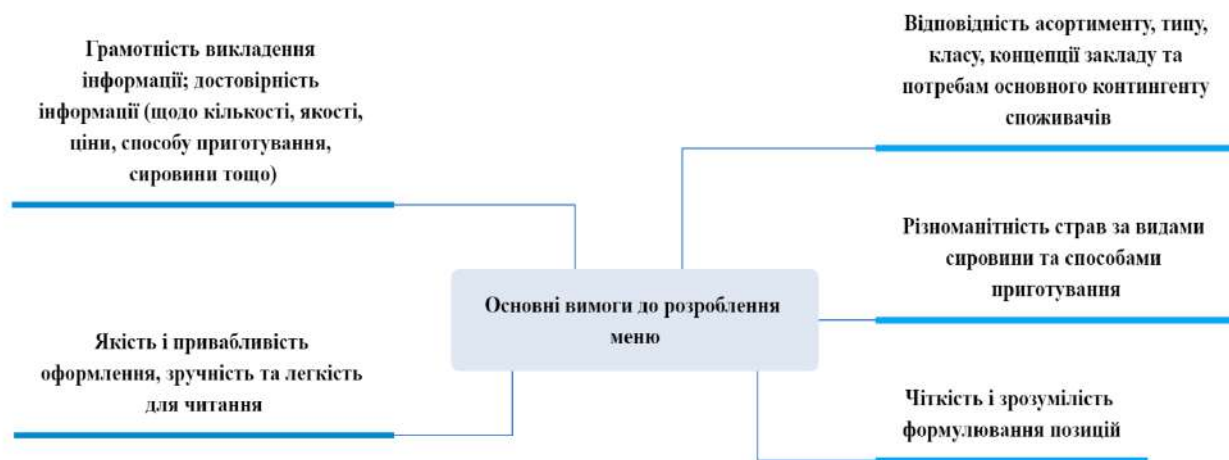 Грамотність викладення
інформації; достовірність
інформації (щодо кількості, якості,
ціни, способу приготування,
сировини тощо)
Якість і привабливість
оформлення, зручність та легкість
для читання
Основні вимоги до розроблення
меню
Відповідність асортименту, типу,
класу, концепції закладу та
потребам основного контингенту
споживачів
Різноманітність страв за видами
сировини та способами
приготування
Чіткість і зрозумілість
формулювання позицій